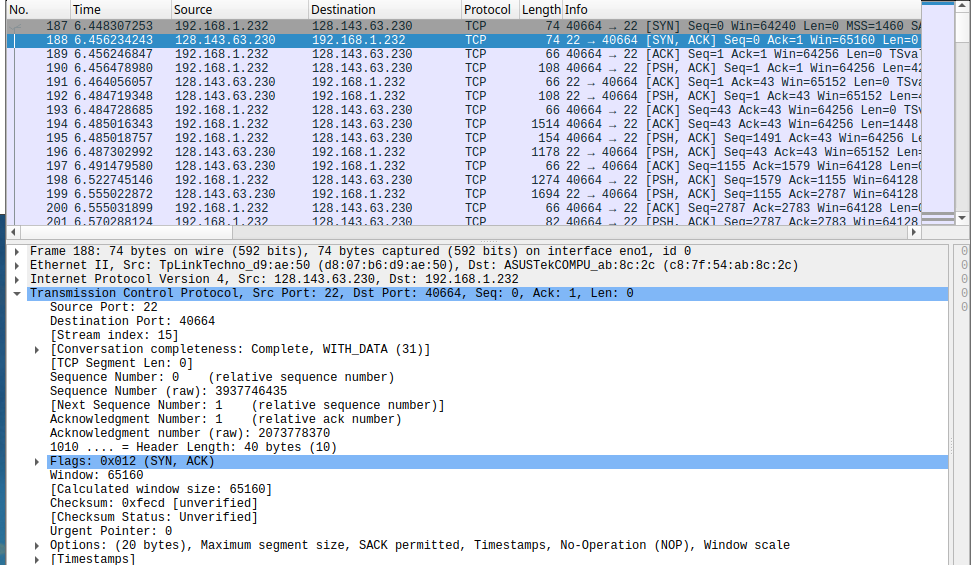 No. Time Source Destination Protocol Length Info
187 6.448307253 192.168.1.232 128.143.63.230 TCP 74 40664 → 22 [SYN] Seq=0 Win=64240 Len=0 MSS=1460 SA
188 6.456234243 128.143.63.230 192.168.1.232 TCP 74 22 → 40664 [SYN, ACK] Seq=0 Ack=1 Win=65160 Len=0
189 6.456246847 192.168.1.232 128.143.63.230 TCP 66 40664 → 22 [ACK] Seq=1 Ack=1 Win=64256 Len=0 TSva
190 6.456478980 192.168.1.232 128.143.63.230 TCP 108 40664 → 22 [PSH, ACK] Seq=1 Ack=1 Win=64256 Len=42
191 6.464056057 128.143.63.230 192.168.1.232 TCP 66 22 → 40664 [ACK] Seq=1 Ack=43 Win=65152 Len=0 TSv
192 6.484719348 128.143.63.230 192.168.1.232 TCP 108 22 → 40664 [PSH, ACK] Seq=1 Ack=43 Win=65152 Len=4
193 6.484728685 192.168.1.232 128.143.63.230 TCP 66 40664 → 22 [ACK] Seq=43 Ack=43 Win=64256 Len=0 TSv
194 6.485016343 192.168.1.232 128.143.63.230 TCP 1514 40664 → 22 [ACK] Seq=43 Ack=43 Win=64256 Len=1448
195 6.485018757 192.168.1.232 128.143.63.230 TCP 154 40664 → 22 [PSH, ACK] Seq=1491 Ack=43 Win=64256 Le
196 6.487302992 128.143.63.230 192.168.1.232 TCP 1178 22 → 40664 [PSH, ACK] Seq=43 Ack=43 Win=65152 Len=
197 6.491479580 128.143.63.230 192.168.1.232 TCP 66 22 → 40664 [ACK] Seq=1155 Ack=1579 Win=64128 Len=0
198 6.522745146 192.168.1.232 128.143.63.230 TCP 1274 40664 → 22 [PSH, ACK] Seq=1579 Ack=1155 Win=64128
199 6.555022872 128.143.63.230 192.168.1.232 TCP 1694 22 → 40664 [PSH, ACK] Seq=1155 Ack=2787 Win=64128
200 6.555031899 192.168.1.232 128.143.63.230 TCP 66 40664 → 22 [ACK] Seq=2787 Ack=2783 Win=64128 Len=0
201 6.570288124 192.168.1.232 128.143.63.230 TCP 82 40664 → 22 [PSH, ACK] Seq=2787 Ack=2783 Win=64128
Frame 188: 74 bytes on wire (592 bits), 74 bytes captured (592 bits) on interface eno1, id 0
Ethernet II, Src: TpLinkTechno_d9:ae:50 (d8:07:b6:d9:ae:50), Dst: ASUSTekCOMPU_ab:8c:2c (c8:7f:54:ab:8c:2c)
Internet Protocol Version 4, Src: 128.143.63.230, Dst: 192.168.1.232
Transmission Control Protocol, Src Port: 22, Dst Port: 40664, Seq: 0, Ack: 1, Len: 0
Source Port: 22
Destination Port: 40664
[Stream index: 15]
[Conversation completeness: Complete, WITH_DATA (31)]
[TCP Segment Len: 0]
Sequence Number: 0 (relative sequence number)
Sequence Number (raw): 3937746435
[Next Sequence Number: 1 (relative sequence number)]
Acknowledgment Number: 1 (relative ack number)
Acknowledgment number (raw): 2073778370
1010 .... = Header Length: 40 bytes (10)
Flags: 0x012 (SYN, ACK)
Window: 65160
[Calculated window size: 65160]
Checksum: 0xfecd [unverified]
[Checksum Status: Unverified]
Urgent Pointer: 0
Options: (20 bytes), Maximum segment size, SACK permitted, Timestamps, No-Operation (NOP), Window scale
[Timestamps]
0
0
0
0
0